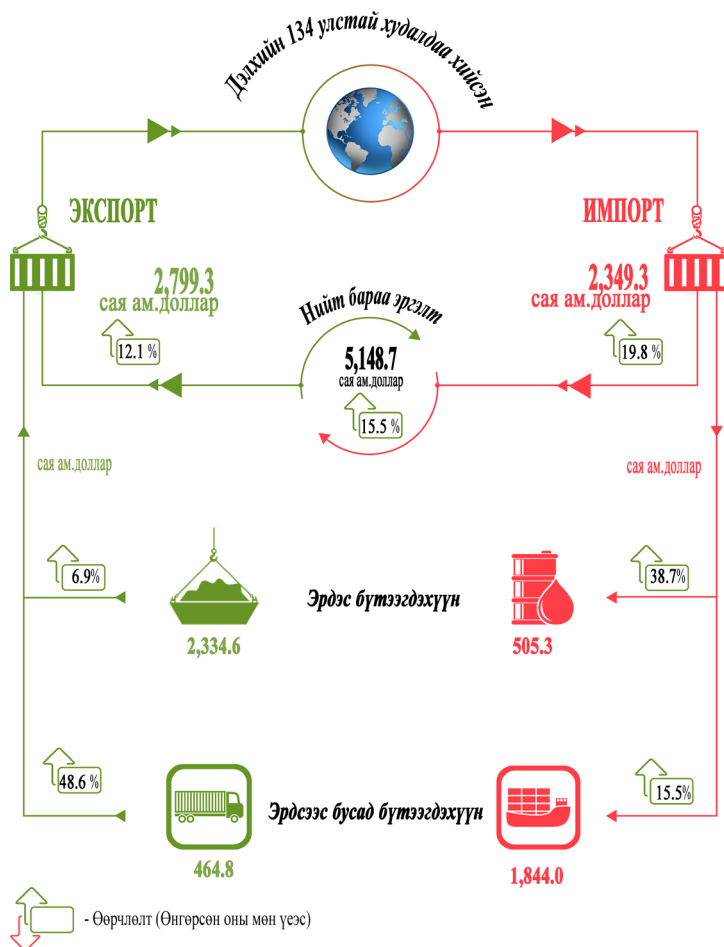 Дэлхийн 134 улстай худалдаа хийсэн
ЭКСПОРТ
ИМПОРТ
2,799.3
сая ам.доллар
12.1 %
2,349.3
сая ам.доллар
19.8 %
Нийт бараа эргэлт
5,148.7
сая ам.доллар
15.5 %
сая ам.доллар
сая ам.доллар
6.9%
Эрдэс бүтээгдэхүүн
38.7%
2,334.6
505.3
48.6 %
Эрдсээс бусад бүтээгдэхүүн
15.5%
464.8
1,844.0
- Өөрчлөлт (Өнгөрсөн оны мөн үеэс)